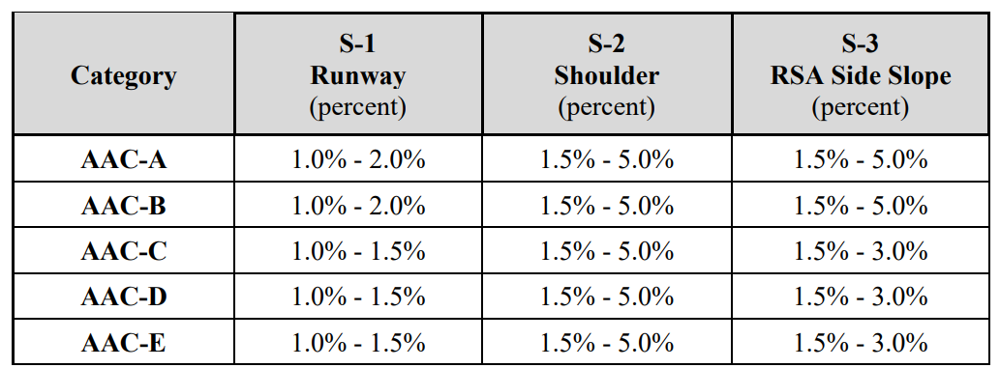 Category
S-1
Runway
(percent)
S-2
Shoulder
(percent)
S-3
RSA Side Slope
(percent)
AAC-A 1.0% - 2.0% 1.5% - 5.0% 1.5% - 5.0%
AAC-B 1.0% - 2.0% 1.5% - 5.0% 1.5% - 5.0%
AAC-C 1.0% - 1.5% 1.5% - 5.0% 1.5% - 3.0%
AAC-D 1.0% - 1.5% 1.5% - 5.0% 1.5% - 3.0%
AAC-E 1.0% - 1.5% 1.5% - 5.0% 1.5% - 3.0%